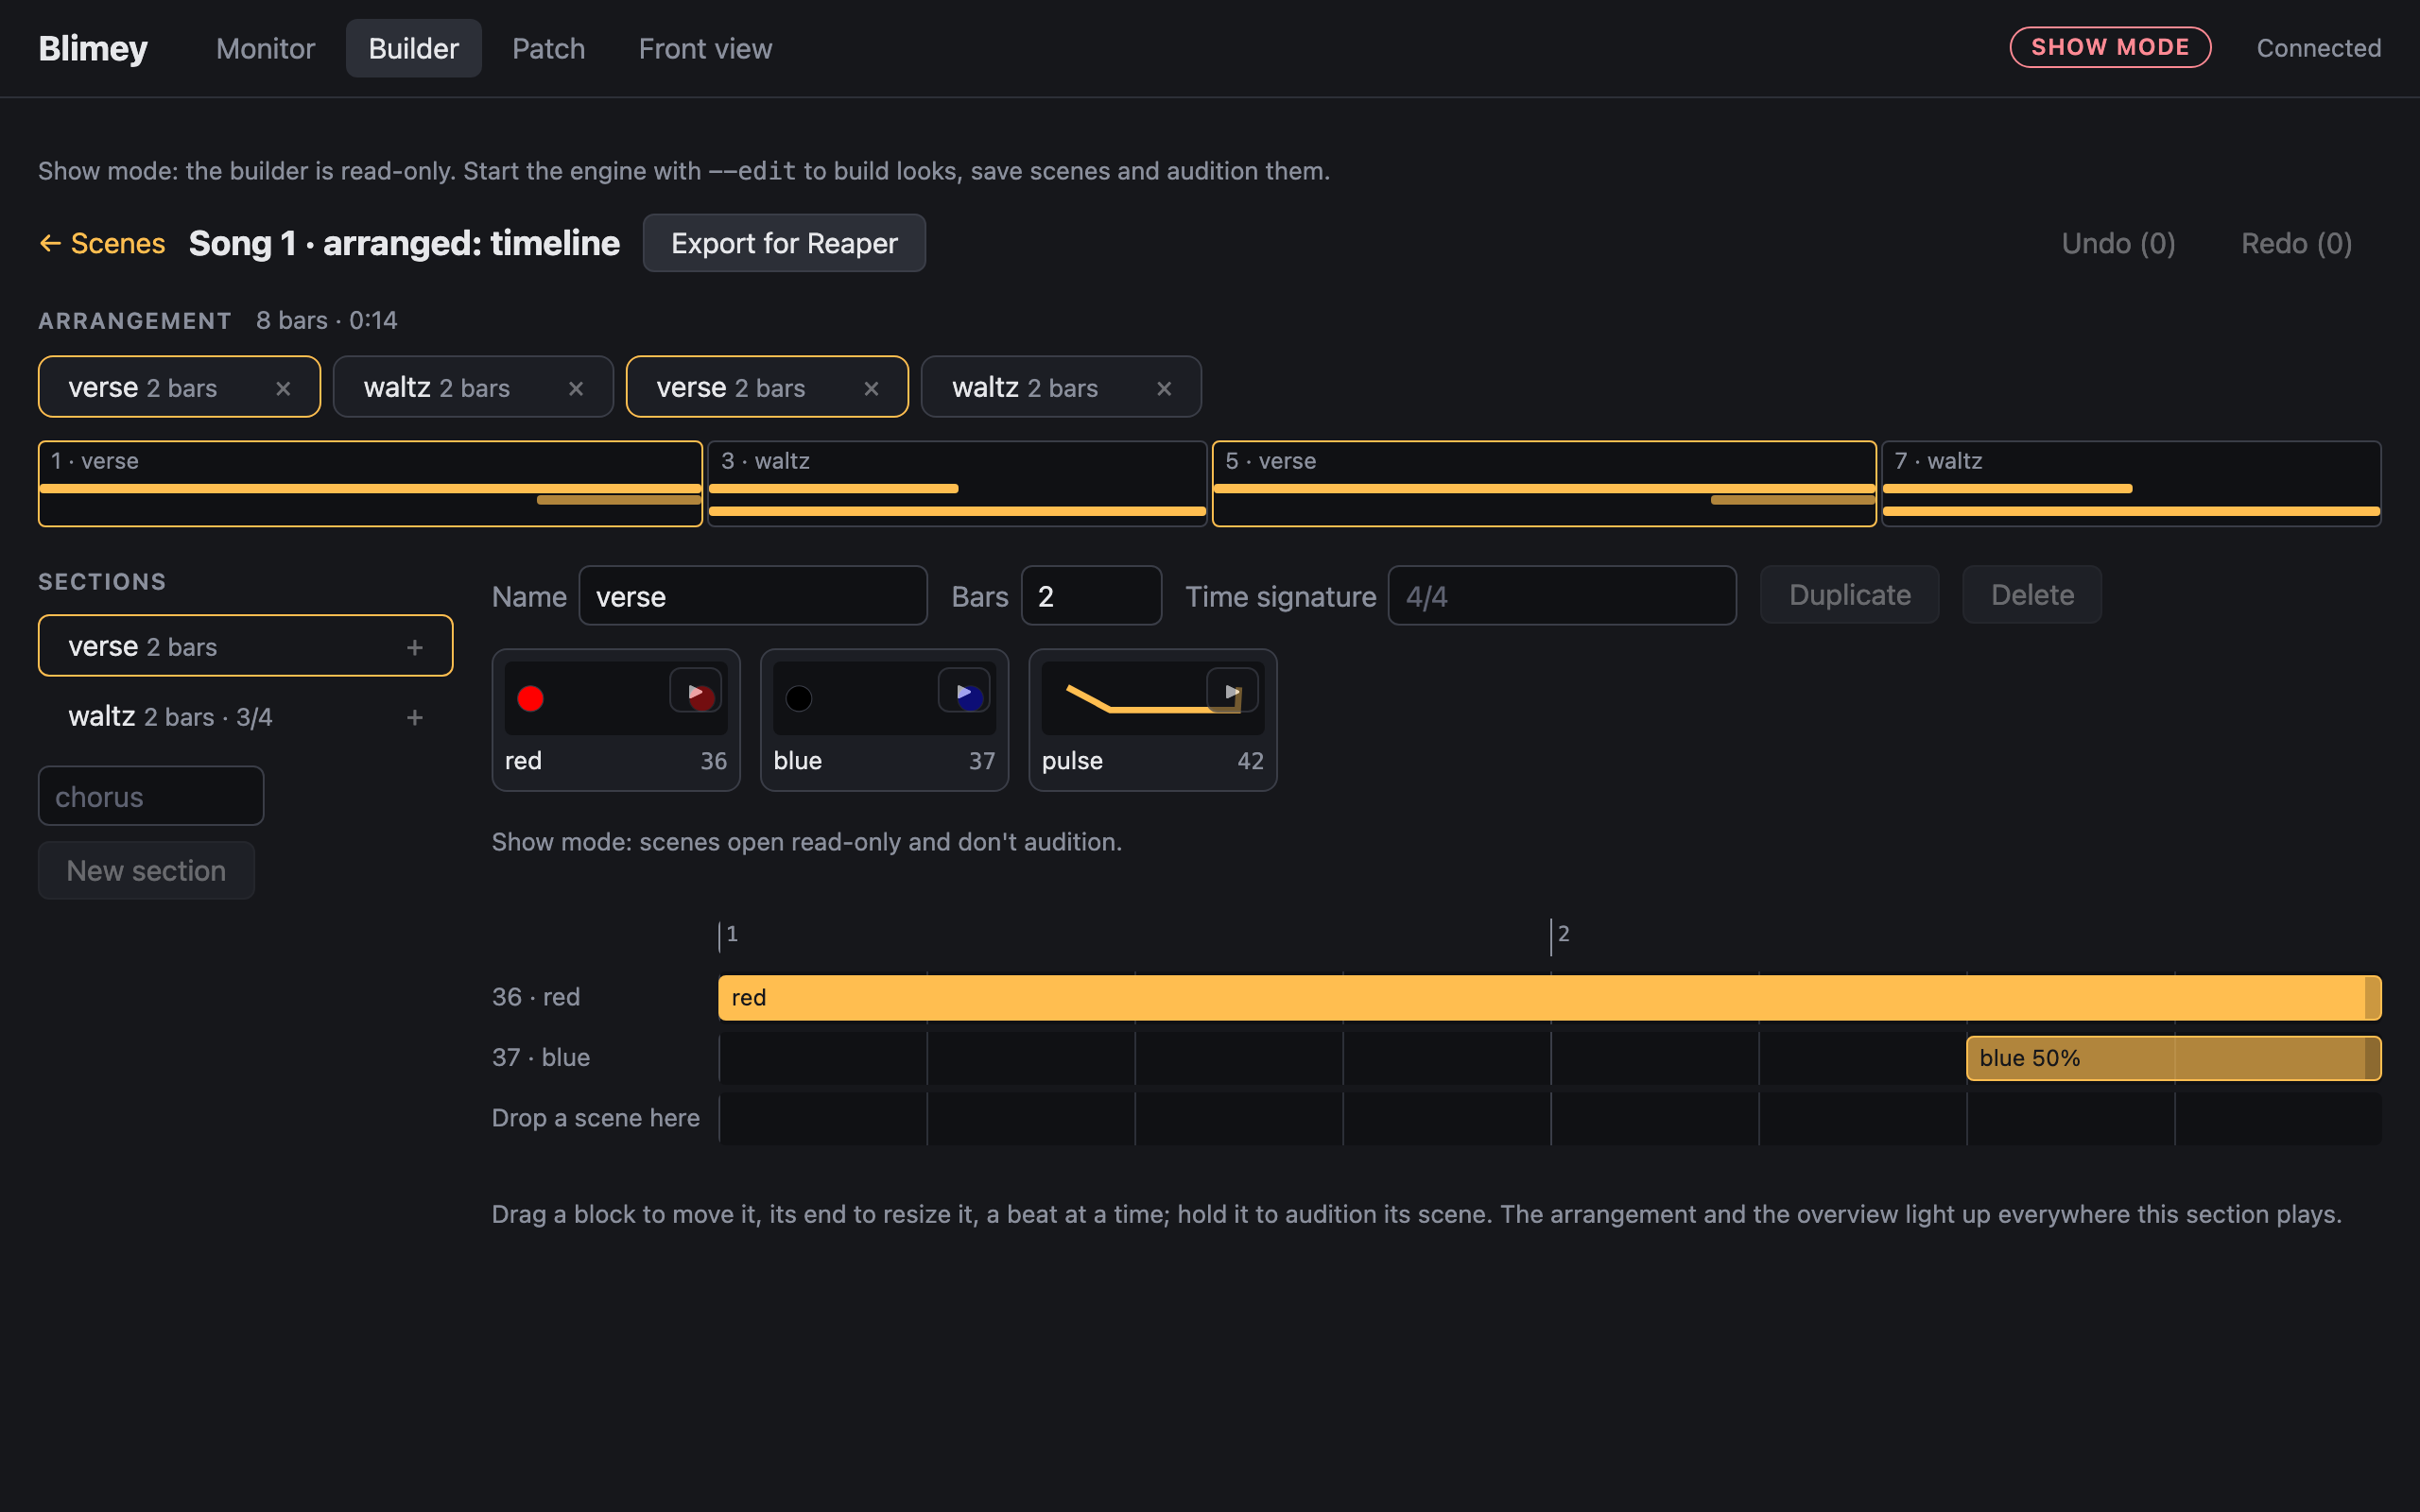 Blimey Monitor Builder Patch Front view SHOW MODE Connected
Show mode: the builder is read-only. Start the engine with --edit to build looks, save scenes and audition them.
← Scenes Song 1 · arranged: timeline Export for Reaper Undo (0) Redo (0)
ARRANGEMENT 8 bars · 0:14
verse 2 bars × waltz 2 bars × verse 2 bars × waltz 2 bars ×
1 · verse 3 · waltz 5 · verse 7 · waltz
SECTIONS
verse 2 bars +
waltz 2 bars · 3/4 +
chorus
New section
Name verse Bars 2 Time signature 4/4 Duplicate Delete
red 36 blue 37 pulse 42
Show mode: scenes open read-only and don't audition.
1 2
36 · red red
37 · blue blue 50%
Drop a scene here
Drag a block to move it, its end to resize it, a beat at a time; hold it to audition its scene. The arrangement and the overview light up everywhere this section plays.